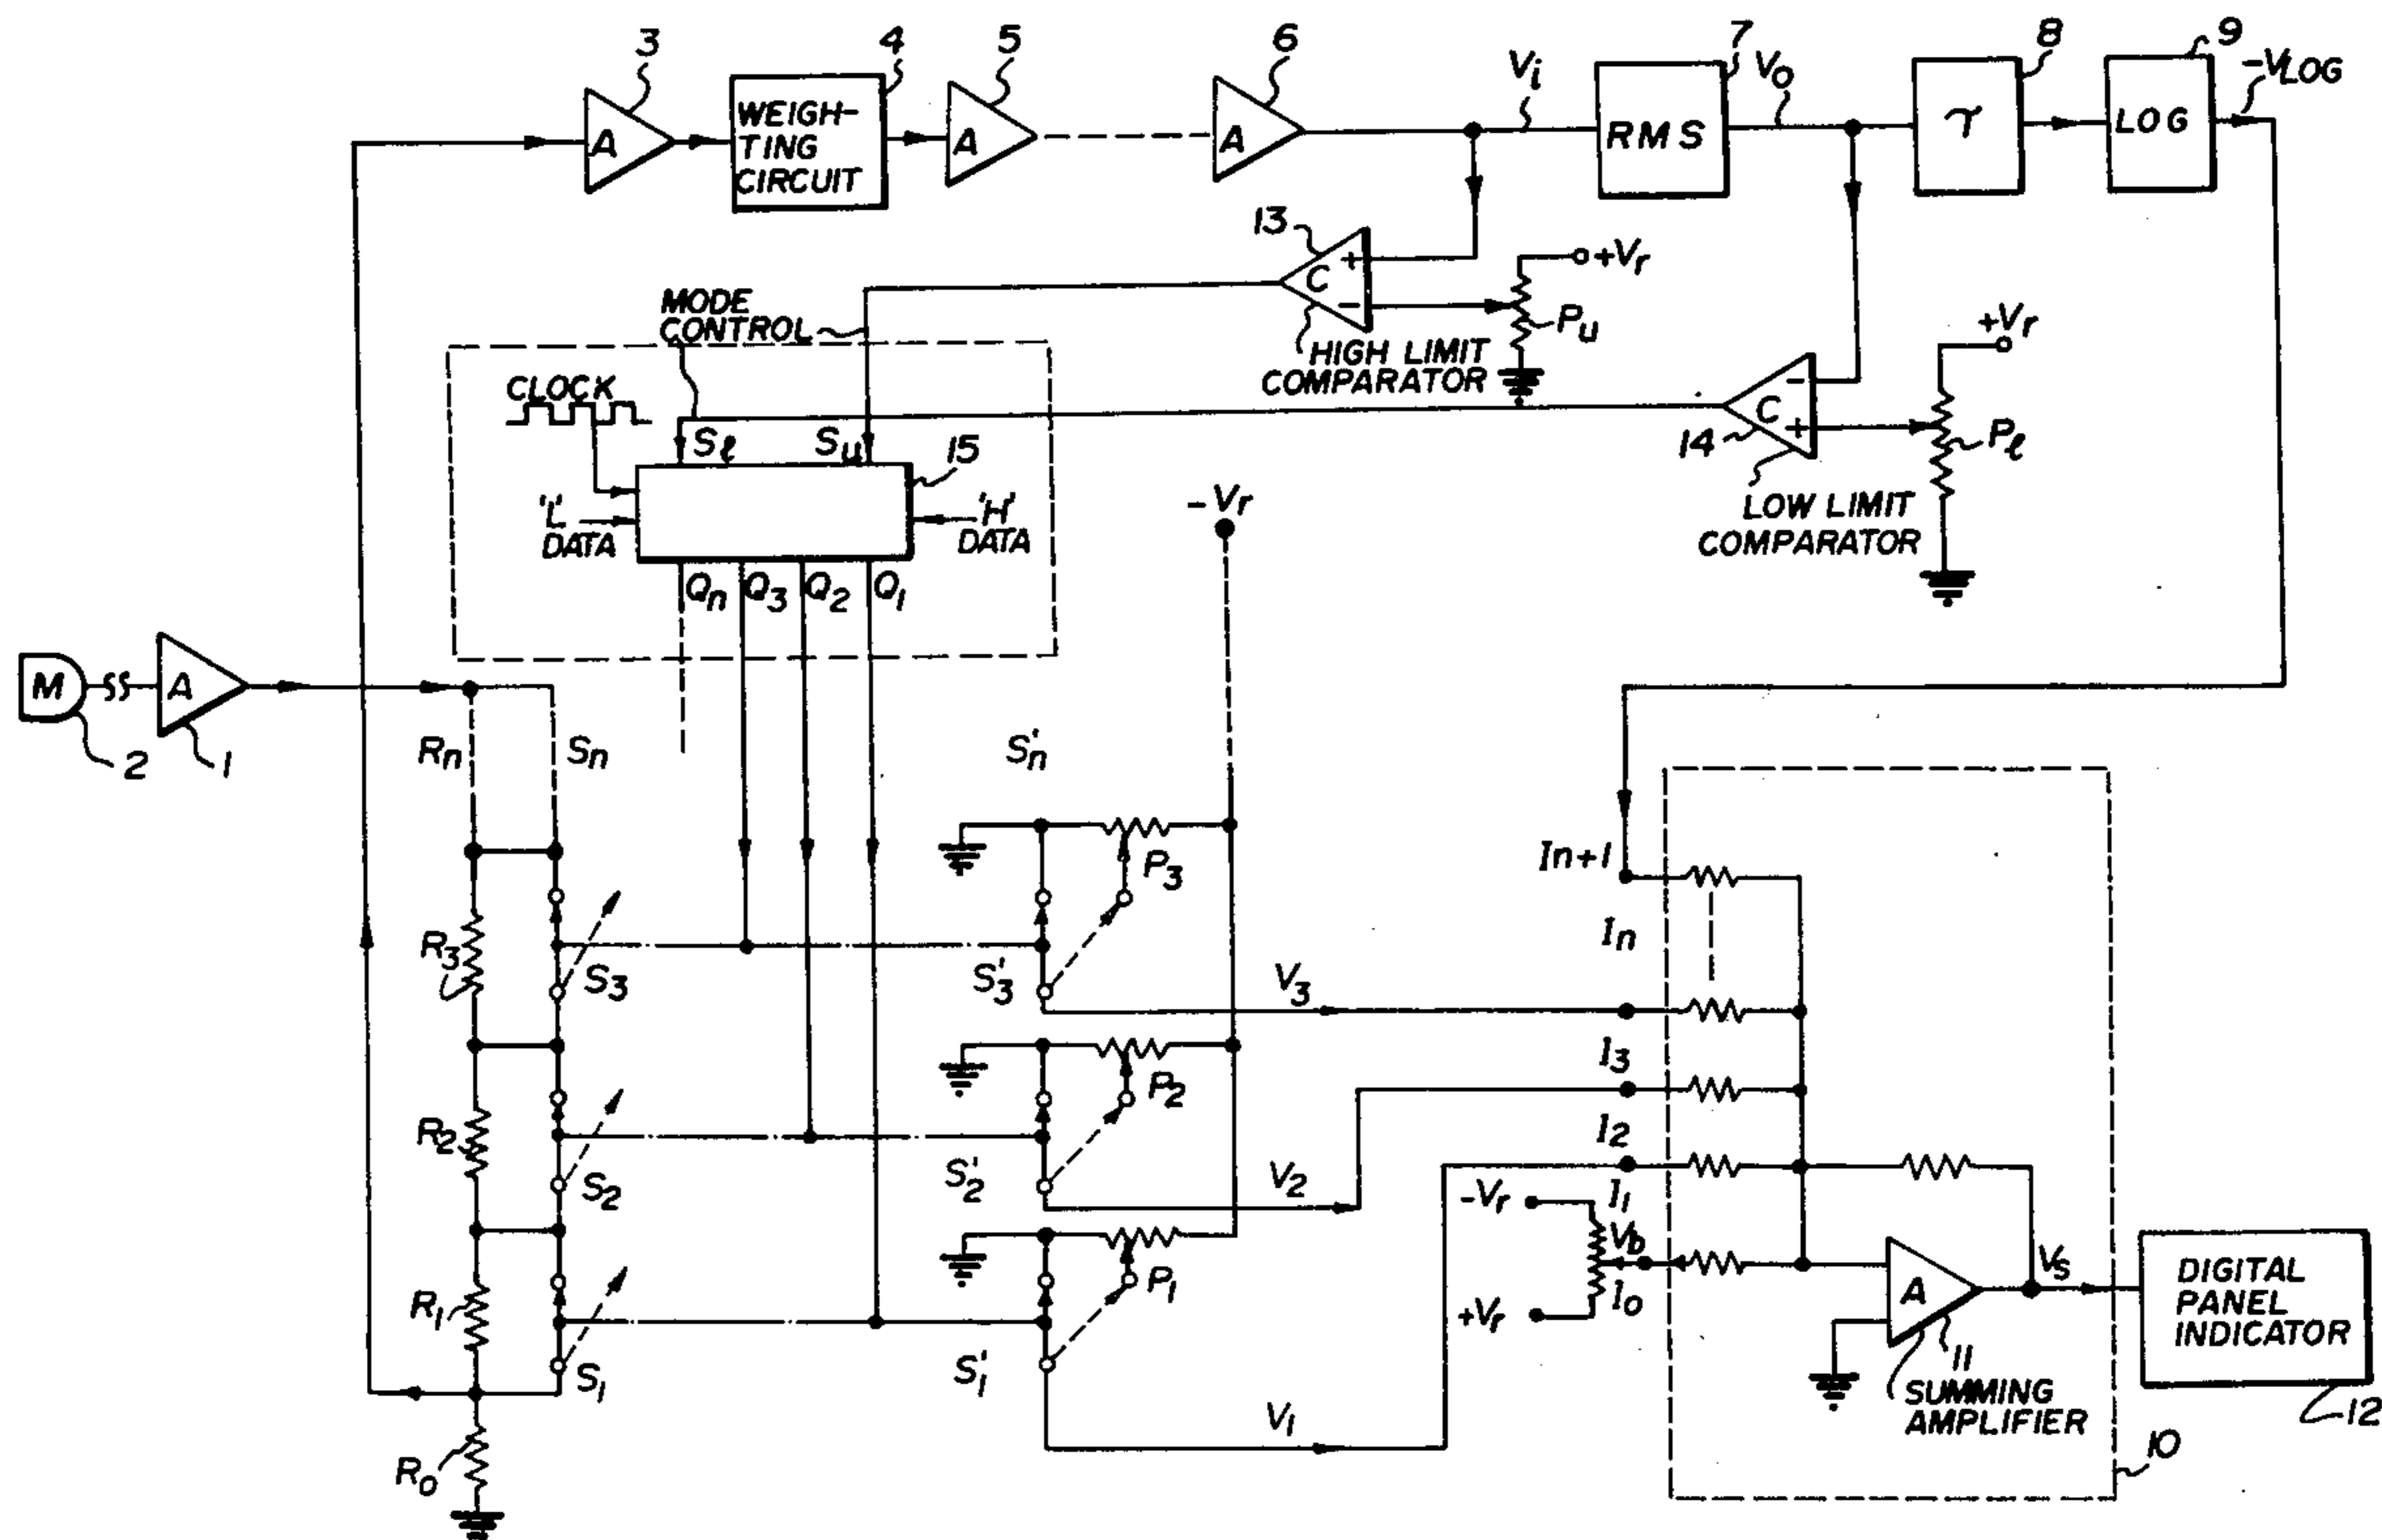 3
4
5
6
7
8
9
A
WEIGH-
TING
CIRCUIT
A
A
Vi
RMS
Vo
τ
LOG
-VLOG
13
C
+
-
+Vr
Pu
HIGH LIMIT
COMPARATOR
MODE
CONTROL
CLOCK
Sℓ
Su
15
'L'
DATA
'H'
DATA
Qn
Q3
Q2
Q1
-Vr
14
C
-
+
+Vr
Pℓ
LOW LIMIT
COMPARATOR
M
A
2
1
Rn
Sn
S'n
R3
S3
S'3
P3
V3
R2
S2
S'2
P2
V2
R1
S1
S'1
P1
V1
Ro
In+1
In
I3
I2
I1
-Vr
Vb
Io
+Vr
A
11
SUMMING
AMPLIFIER
Vs
DIGITAL
PANEL
INDICATOR
12
10